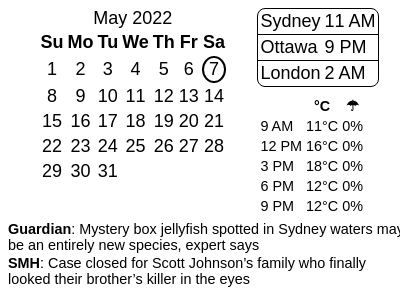 May 2022
Su Mo Tu We Th Fr Sa
1 2 3 4 5 6 7
8 9 10 11 12 13 14
15 16 17 18 19 20 21
22 23 24 25 26 27 28
29 30 31
Sydney 11 AM
Ottawa 9 PM
London 2 AM
°C ☂
9 AM 11°C 0%
12 PM 16°C 0%
3 PM 18°C 0%
6 PM 12°C 0%
9 PM 12°C 0%
Guardian: Mystery box jellyfish spotted in Sydney waters may
be an entirely new species, expert says
SMH: Case closed for Scott Johnson's family who finally
looked their brother's killer in the eyes